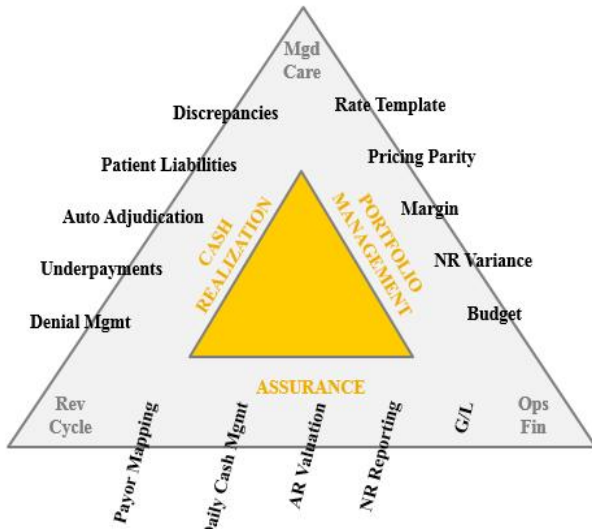 Mgd
Care
Discrepancies
Rate Template
Patient Liabilities
Pricing Parity
Auto Adjudication
Margin
Underpayments
NR Variance
Denial Mgmt
Budget
CASH
REALIZATION
PORTFOLIO
MANAGEMENT
ASSURANCE
Rev
Cycle
Ops
Fin
Payor Mapping
Daily Cash Mgmt
AR Valuation
NR Reporting
G/L